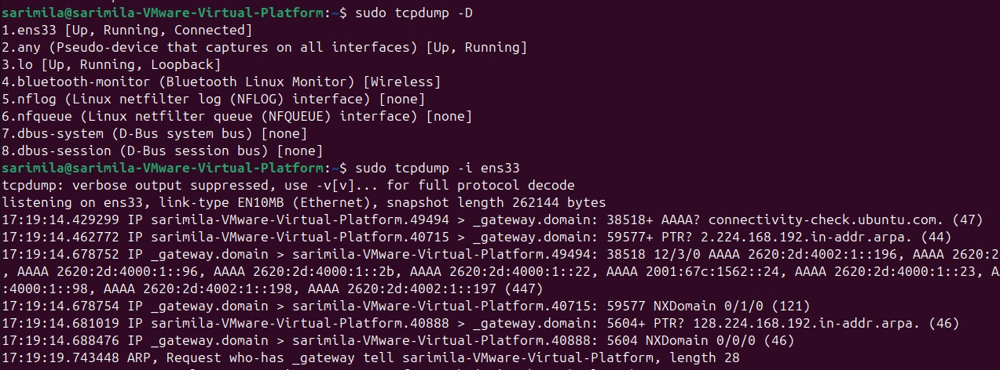 sarimila@sarimila-VMware-Virtual-Platform:~$ sudo tcpdump -D
1.ens33 [Up, Running, Connected]
2.any (Pseudo-device that captures on all interfaces) [Up, Running]
3.lo [Up, Running, Loopback]
4.bluetooth-monitor (Bluetooth Linux Monitor) [Wireless]
5.nflog (Linux netfilter log (NFLOG) interface) [none]
6.nfqueue (Linux netfilter queue (NFQUEUE) interface) [none]
7.dbus-system (D-Bus system bus) [none]
8.dbus-session (D-Bus session bus) [none]
sarimila@sarimila-VMware-Virtual-Platform:~$ sudo tcpdump -i ens33
tcpdump: verbose output suppressed, use -v[v]... for full protocol decode
listening on ens33, link-type EN10MB (Ethernet), snapshot length 262144 bytes
17:19:14.429299 IP sarimila-VMware-Virtual-Platform.49494 > _gateway.domain: 38518+ AAAA? connectivity-check.ubuntu.com. (47)
17:19:14.462772 IP sarimila-VMware-Virtual-Platform.40715 > _gateway.domain: 59577+ PTR? 2.224.168.192.in-addr.arpa. (44)
17:19:14.678752 IP _gateway.domain > sarimila-VMware-Virtual-Platform.49494: 38518 12/3/0 AAAA 2620:2d:4002:1::196, AAAA 2620:2
, AAAA 2620:2d:4000:1::96, AAAA 2620:2d:4000:1::2b, AAAA 2620:2d:4000:1::22, AAAA 2001:67c:1562::24, AAAA 2620:2d:4000:1::23, A
:4000:1::98, AAAA 2620:2d:4002:1::198, AAAA 2620:2d:4002:1::197 (447)
17:19:14.678754 IP _gateway.domain > sarimila-VMware-Virtual-Platform.40715: 59577 NXDomain 0/1/0 (121)
17:19:14.681019 IP sarimila-VMware-Virtual-Platform.40888 > _gateway.domain: 5604+ PTR? 128.224.168.192.in-addr.arpa. (46)
17:19:14.688476 IP _gateway.domain > sarimila-VMware-Virtual-Platform.40888: 5604 NXDomain 0/0/0 (46)
17:19:19.743448 ARP, Request who-has _gateway tell sarimila-VMware-Virtual-Platform, length 28